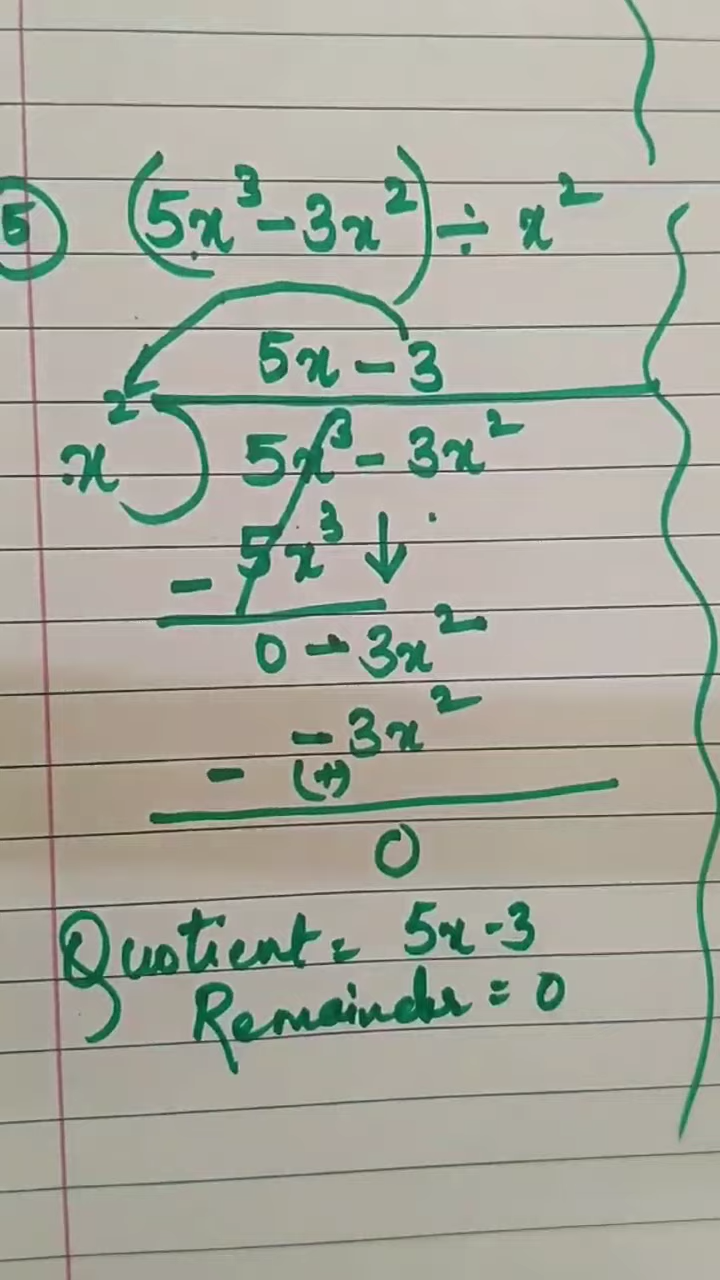 5 (5x³ - 3x²) ÷ x²
5x - 3
x² ) 5x³ - 3x²
- 5x³ ↓
0 - 3x²
- 3x²
- (+)
0
Quotient = 5x - 3
Remainder = 0